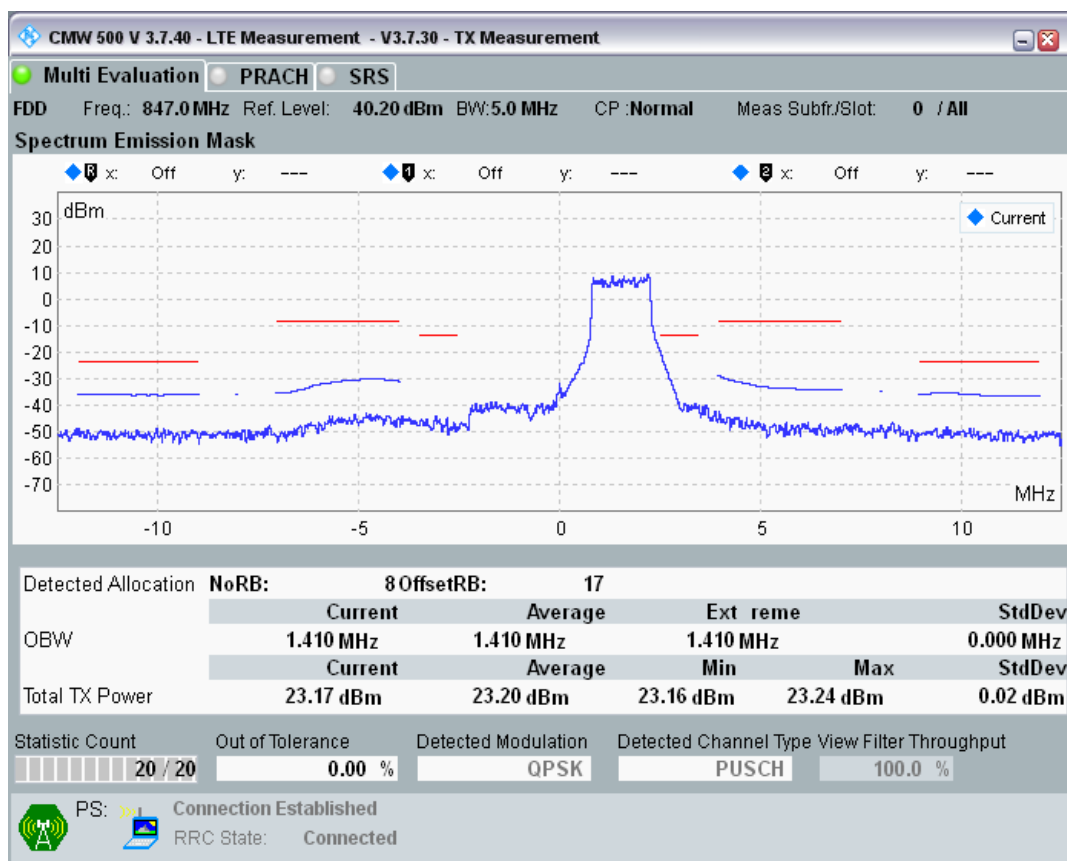 CMW 500 V 3.7.40 - LTE Measurement - V3.7.30 - TX Measurement
Multi Evaluation PRACH SRS
FDD Freq.: 847.0 MHz Ref. Level: 40.20 dBm BW:5.0 MHz CP :Normal Meas Subfr./Slot: 0 / All
Spectrum Emission Mask
R x: Off y: --- 1 x: Off y: --- 2 x: Off y: ---
dBm
Current
30
20
10
0
-10
-20
-30
-40
-50
-60
-70
MHz
-10 -5 0 5 10
Detected Allocation NoRB: 8 OffsetRB: 17
Current Average Ext reme StdDev
OBW 1.410 MHz 1.410 MHz 1.410 MHz 0.000 MHz
Current Average Min Max StdDev
Total TX Power 23.17 dBm 23.20 dBm 23.16 dBm 23.24 dBm 0.02 dBm
Statistic Count Out of Tolerance Detected Modulation Detected Channel Type View Filter Throughput
20 / 20 0.00 % QPSK PUSCH 100.0 %
PS: Connection Established
RRC State: Connected